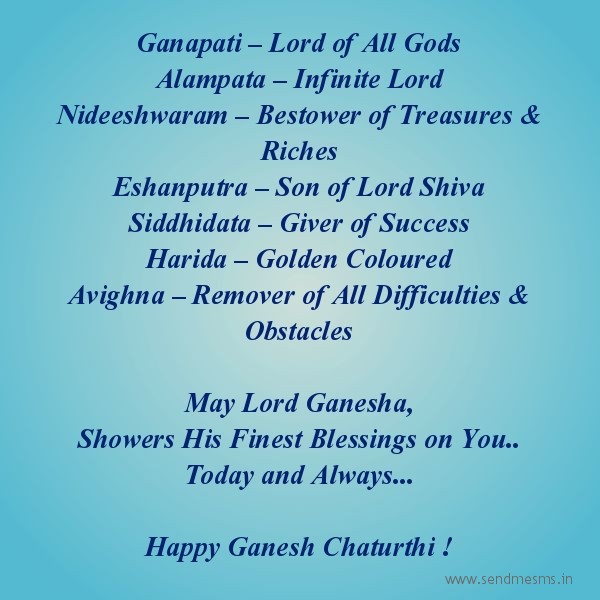 Ganapati – Lord of All Gods
Alampata – Infinite Lord
Nideeshwaram – Bestower of Treasures &
Riches
Eshanputra – Son of Lord Shiva
Siddhidata – Giver of Success
Harida – Golden Coloured
Avighna – Remover of All Difficulties &
Obstacles
May Lord Ganesha,
Showers His Finest Blessings on You..
Today and Always...
Happy Ganesh Chaturthi !
www.sendmesms.in